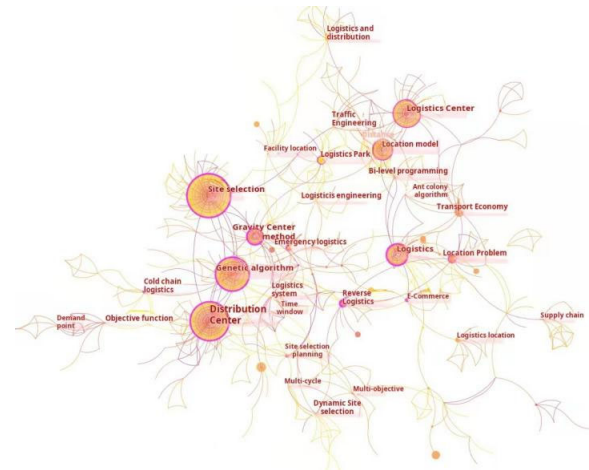 Logistics and
distribution
Logistics Center
Traffic
Engineering
Location model
Facility location
Logistics Park
Bi-level programming
Site selection
Ant colony
algorithm
Logisticis engineering
Transport Economy
Gravity Center
method
Emergency logistics
Logistics
Location Problem
Genetic algorithm
Cold chain
logistics
Logistics
system
Time
window
Reverse
Logistics
E-Commerce
Distribution
Center
Demand
point
Objective function
Supply chain
Logistics location
Site selection
planning
Multi-cycle
Multi-objective
Dynamic Site
selection